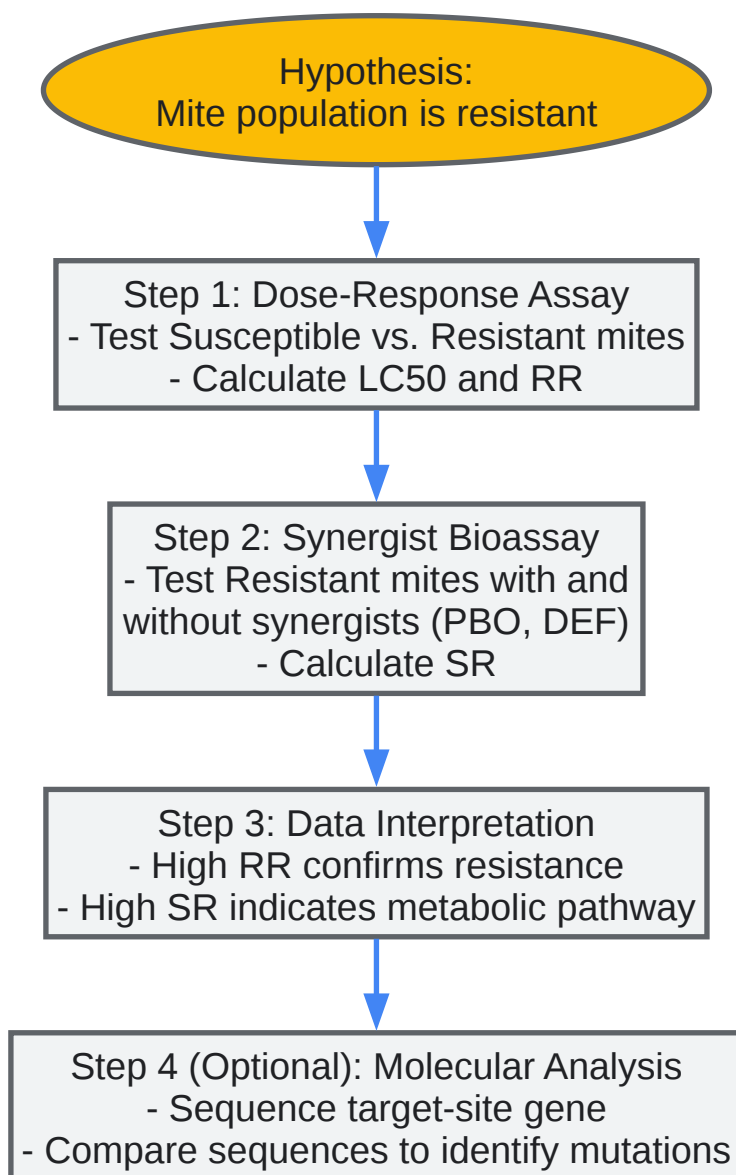 Hypothesis:
Mite population is resistant
Step 1: Dose-Response Assay
- Test Susceptible vs. Resistant mites
- Calculate LC50 and RR
Step 2: Synergist Bioassay
- Test Resistant mites with and
without synergists (PBO, DEF)
- Calculate SR
Step 3: Data Interpretation
- High RR confirms resistance
- High SR indicates metabolic pathway
Step 4 (Optional): Molecular Analysis
- Sequence target-site gene
- Compare sequences to identify mutations